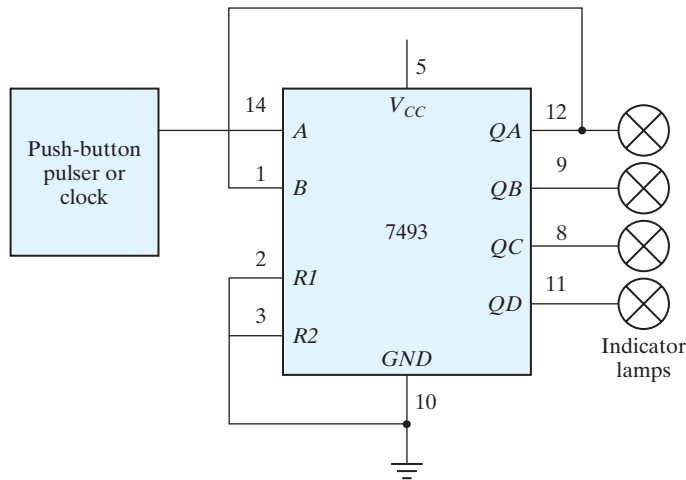 5
14
V_CC
12
A
QA
Push-button
pulser or
clock
1
B
QB
9
7493
QC
8
2
R1
QD
11
3
R2
Indicator
lamps
GND
10